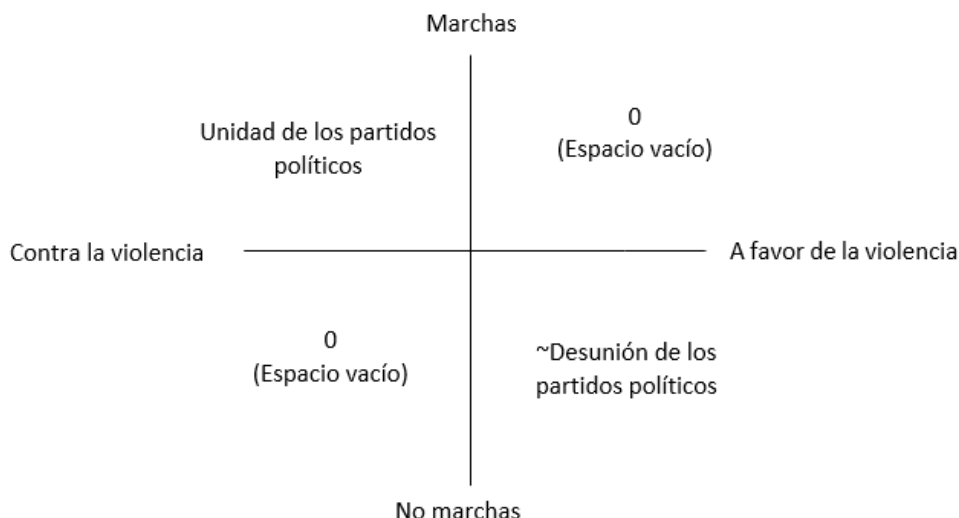 Marchas
Unidad de los partidos
políticos
0
(Espacio vacío)
Contra la violencia
A favor de la violencia
0
(Espacio vacío)
~Desunión de los
partidos políticos
No marchas